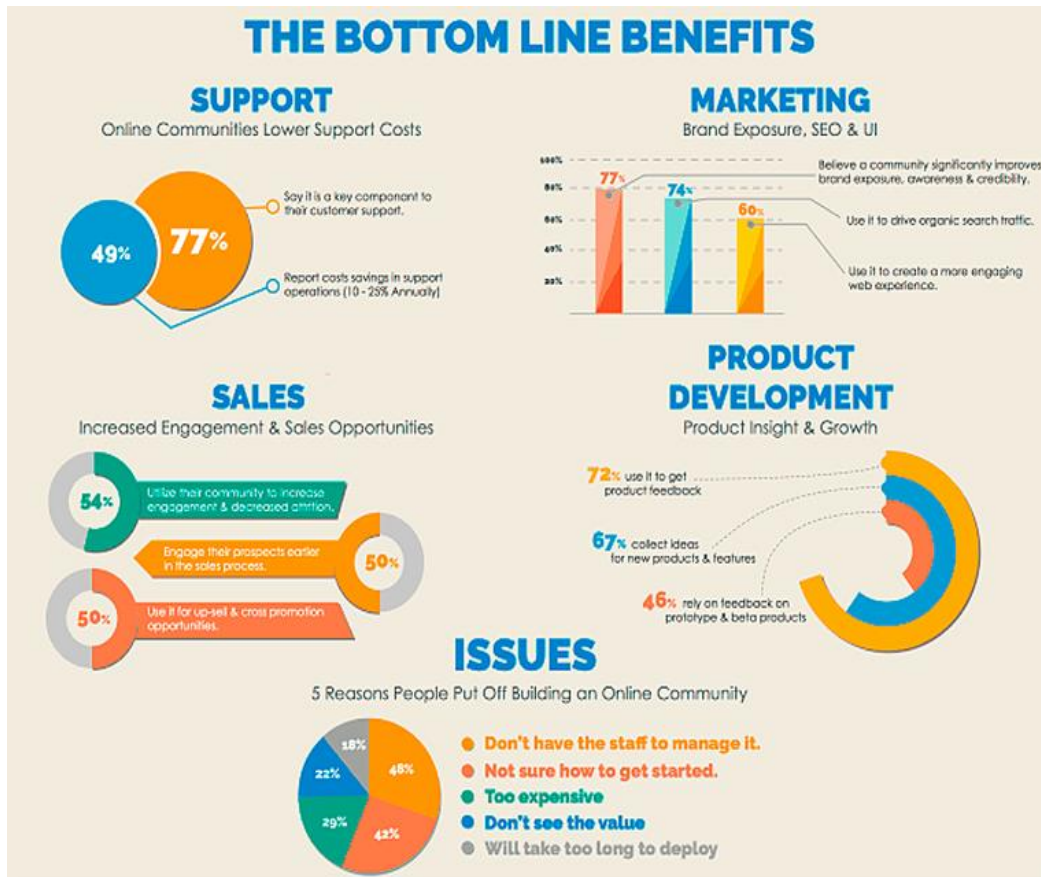 THE BOTTOM LINE BENEFITS
SUPPORT
Online Communities Lower Support Costs
49%
77%
Say it is a key componant to
their customer support.
Report costs savings in support
operations (10 - 25% Annually)
MARKETING
Brand Exposure, SEO & UI
100%
80%
60%
40%
20%
77%
74%
60%
Believe a community significantly improves
brand exposure, awareness & credibility.
Use it to drive organic search traffic.
Use it to create a more engaging
web experience.
SALES
Increased Engagement & Sales Opportunities
54%
Utilize their community to increase
engagement & decreased attrition.
Engage their prospects earlier
in the sales process.
50%
50%
Use it for up-sell & cross promotion
opportunities.
PRODUCT
DEVELOPMENT
Product Insight & Growth
72% use it to get
product feedback
67% collect ideas
for new products & features
46% rely on feedback on
prototype & beta products
ISSUES
5 Reasons People Put Off Building an Online Community
18%
48%
22%
29%
42%
Don't have the staff to manage it.
Not sure how to get started.
Too expensive
Don't see the value
Will take too long to deploy